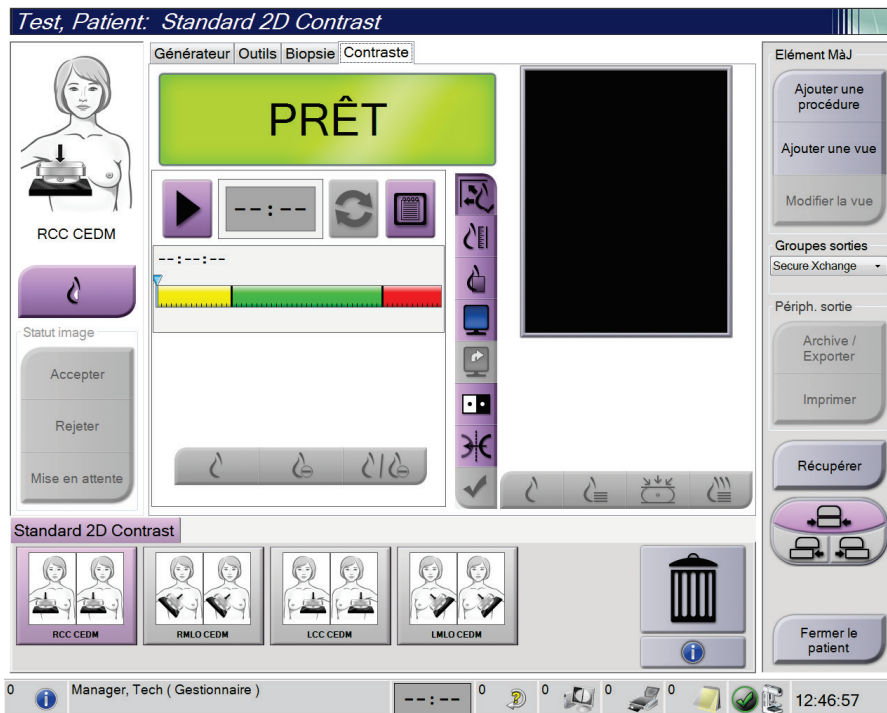 Test, Patient: Standard 2D Contrast
Générateur Outils Biopsie Contraste
PRÊT
--:--
--:--:--
RCC CEDM
Statut image
Accepter
Rejeter
Mise en attente
Elément MàJ
Ajouter une
procédure
Ajouter une vue
Modifier la vue
Groupes sorties
Secure Xchange
Périph. sortie
Archive /
Exporter
Imprimer
Récupérer
Fermer le
patient
Standard 2D Contrast
RCC CEDM
RMLO CEDM
LCC CEDM
LMLO CEDM
0 Manager, Tech ( Gestionnaire ) --:-- 0 0 0 0 12:46:57